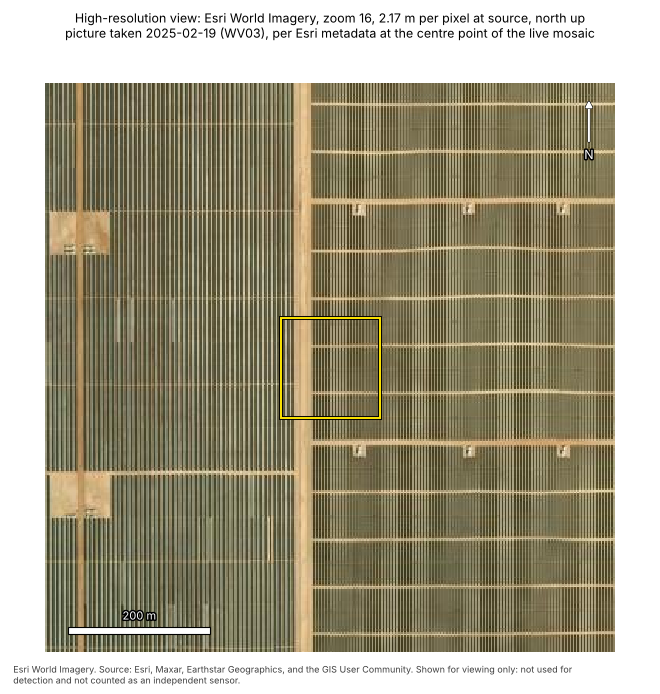 High-resolution view: Esri World Imagery, zoom 16, 2.17 m per pixel at source, north up
picture taken 2025-02-19 (WV03), per Esri metadata at the centre point of the live mosaic
N
200 m
Esri World Imagery. Source: Esri, Maxar, Earthstar Geographics, and the GIS User Community. Shown for viewing only: not used for
detection and not counted as an independent sensor.